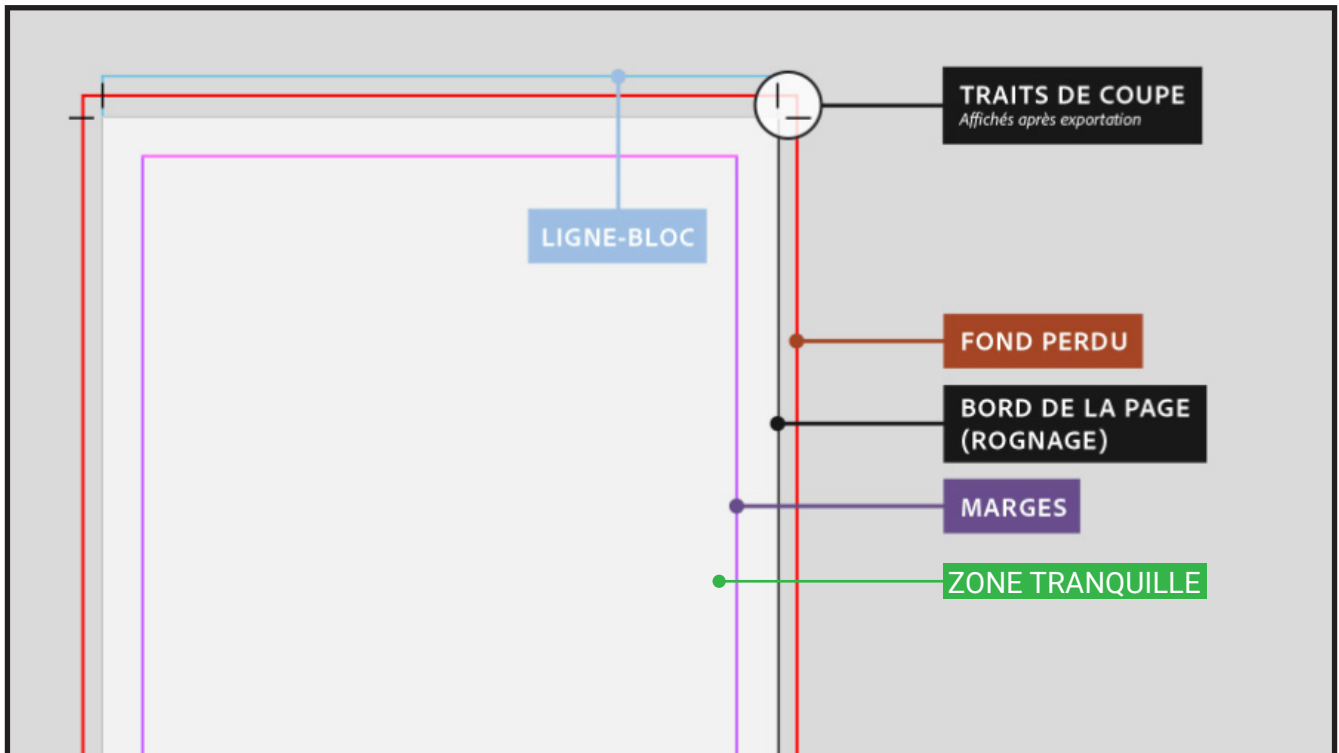 TRAITS DE COUPE
Affichés après exportation
LIGNE-BLOC
FOND PERDU
BORD DE LA PAGE
(ROGNAGE)
MARGES
ZONE TRANQUILLE